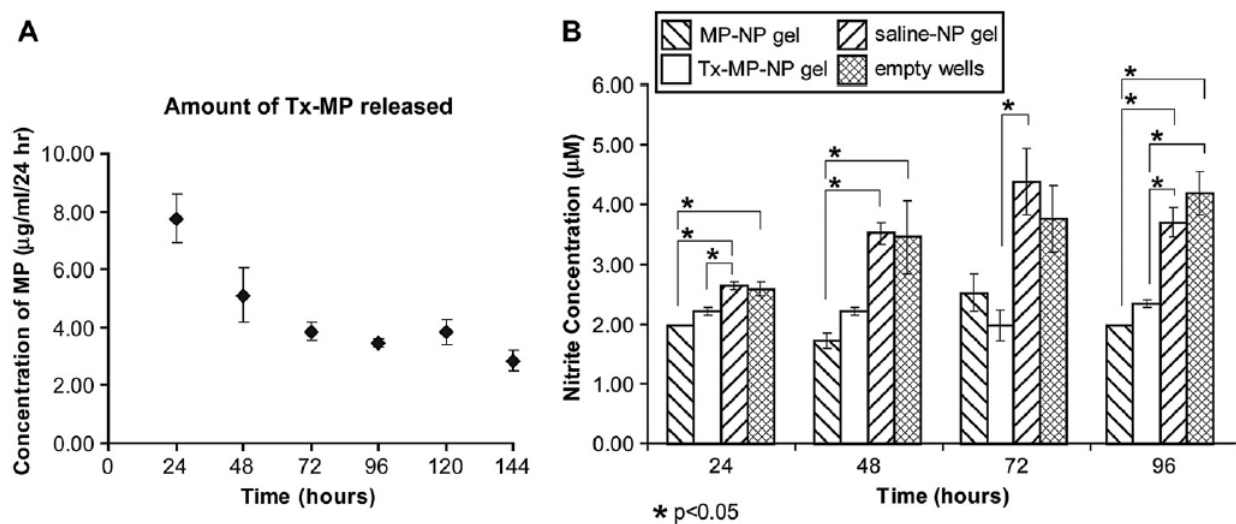 A
Amount of Tx-MP released
Concentration of MP (µg/ml/24 hr)
10.00
8.00
6.00
4.00
2.00
0.00
0 24 48 72 96 120 144
Time (hours)
B
MP-NP gel saline-NP gel
Tx-MP-NP gel empty wells
Nitrite Concentration (µM)
6.00
5.00
4.00
3.00
2.00
1.00
0.00
* * *
* *
*
* *
*
*
*
*
24 48 72 96
Time (hours)
* p<0.05